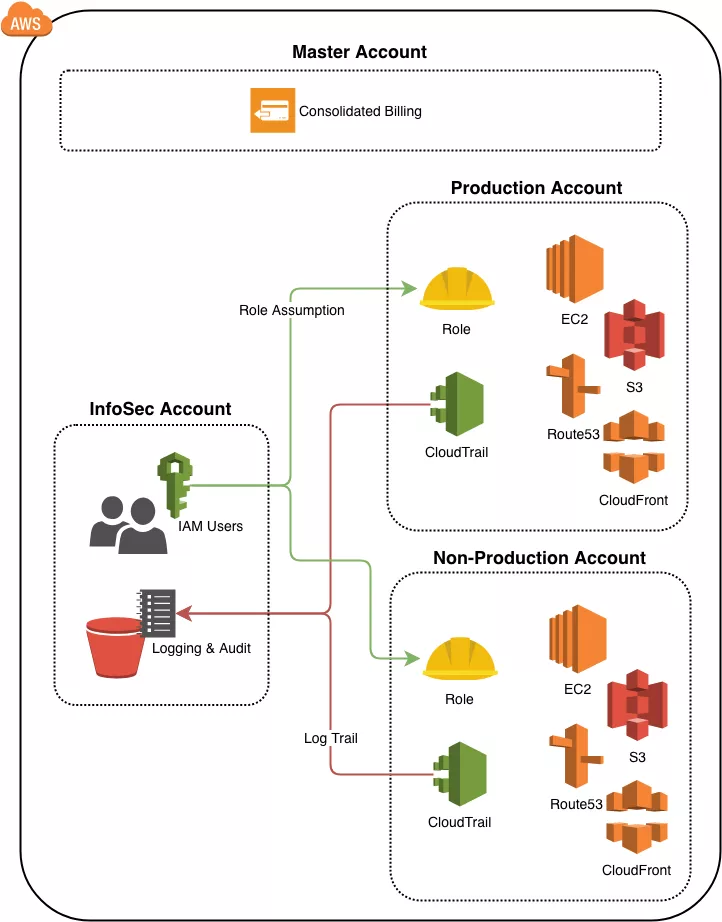 AWS
Master Account
Consolidated Billing
Production Account
Role Assumption
Role
EC2
S3
Route53
CloudTrail
CloudFront
InfoSec Account
IAM Users
Logging & Audit
Non-Production Account
Role
EC2
S3
Log Trail
Route53
CloudTrail
CloudFront